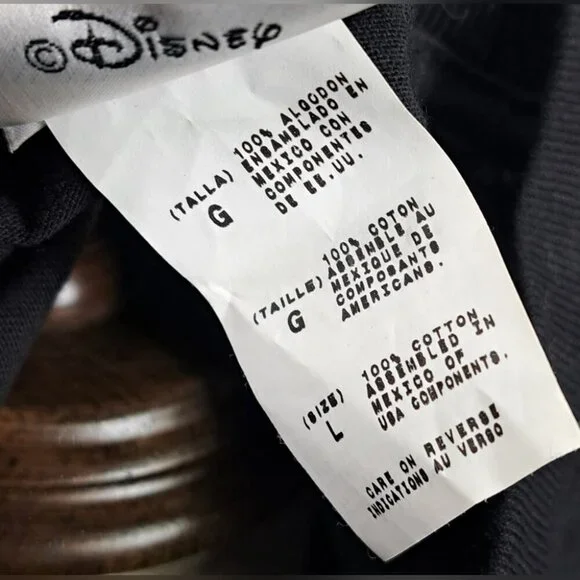 © Disney
100% ALGODON
ENSAMBLADO EN
(TALLA) MEXICO CON
G COMPONENTES
DE EE.UU.
100% COTON
ASSEMBLE AU
(TAILLE) MEXIQUE DE
G COMPOSANTS
AMERICANS.
100% COTTON
ASSEMBLED IN
(SIZE) MEXICO OF
L USA COMPONENTS.
CARE ON REVERSE
INDICATIONS AU VERSO